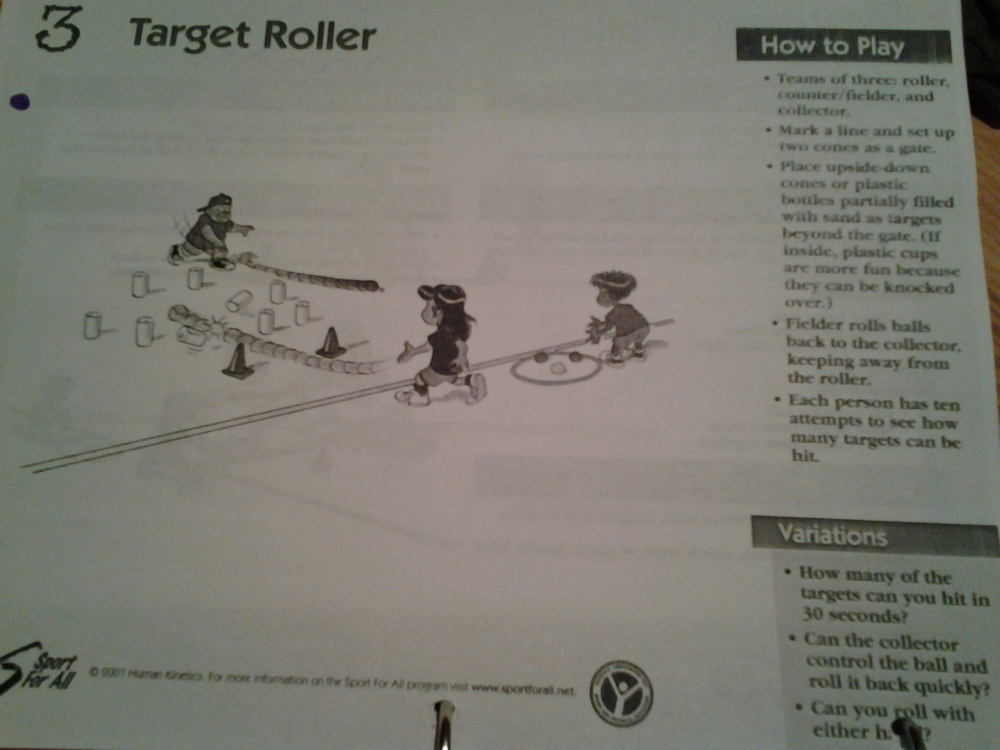 3 Target Roller
How to Play
• Teams of three: roller,
counter/fielder, and
collector.
• Mark a line and set up
two cones as a gate.
• Place upside-down
cones or plastic
bottles partially filled
with sand as targets
beyond the gate. (If
inside, plastic cups
are more fun because
they can be knocked
over.)
• Fielder rolls balls
back to the collector,
keeping away from
the roller.
• Each person has ten
attempts to see how
many targets can be
hit.
Variations
• How many of the
targets can you hit in
30 seconds?
• Can the collector
control the ball and
roll it back quickly?
• Can you roll with
either ?
Sport
For All
© 2001 Human Kinetics. For more information on the Sport For All program visit www.sportforall.net.